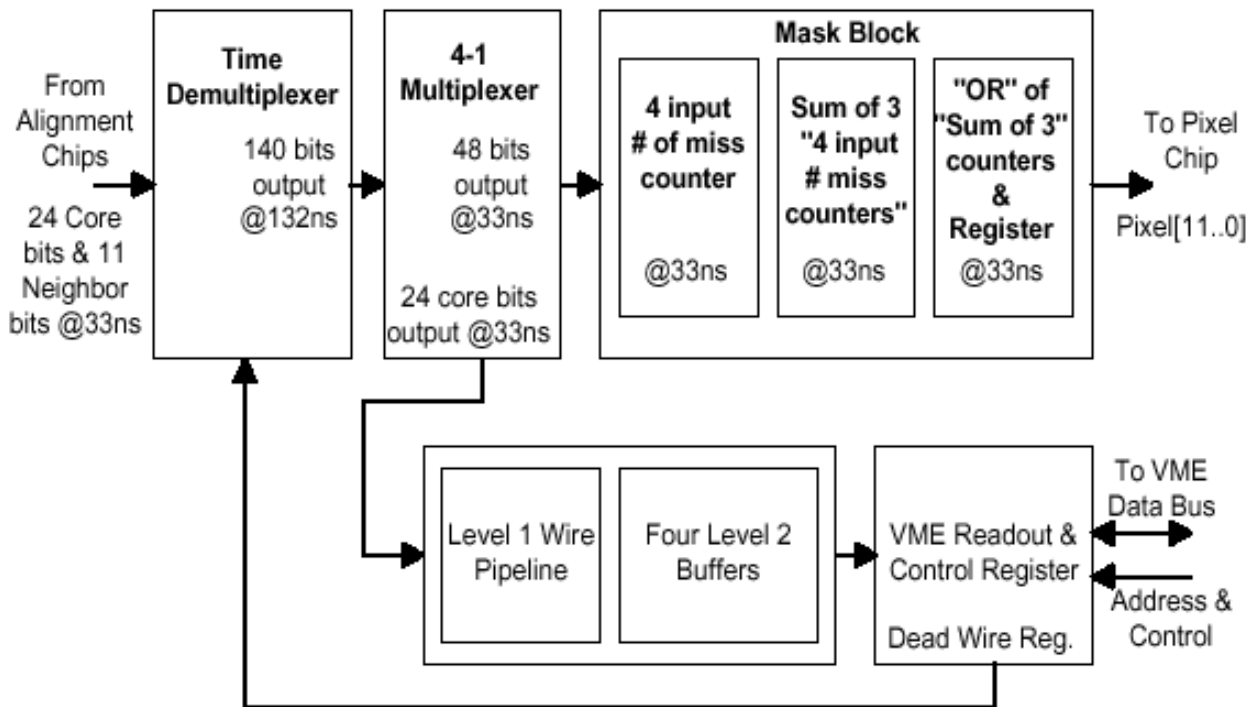 From
Alignment
Chips
24 Core
bits & 11
Neighbor
bits @33ns
Time
Demultiplexer
140 bits
output
@132ns
4-1
Multiplexer
48 bits
output
@33ns
24 core bits
output @33ns
Mask Block
4 input
# of miss
counter
@33ns
Sum of 3
"4 input
# miss
counters"
@33ns
"OR" of
"Sum of 3"
counters
&
Register
@33ns
To Pixel
Chip
Pixel[11..0]
Level 1 Wire
Pipeline
Four Level 2
Buffers
VME Readout &
Control Register
Dead Wire Reg.
To VME
Data Bus
Address &
Control